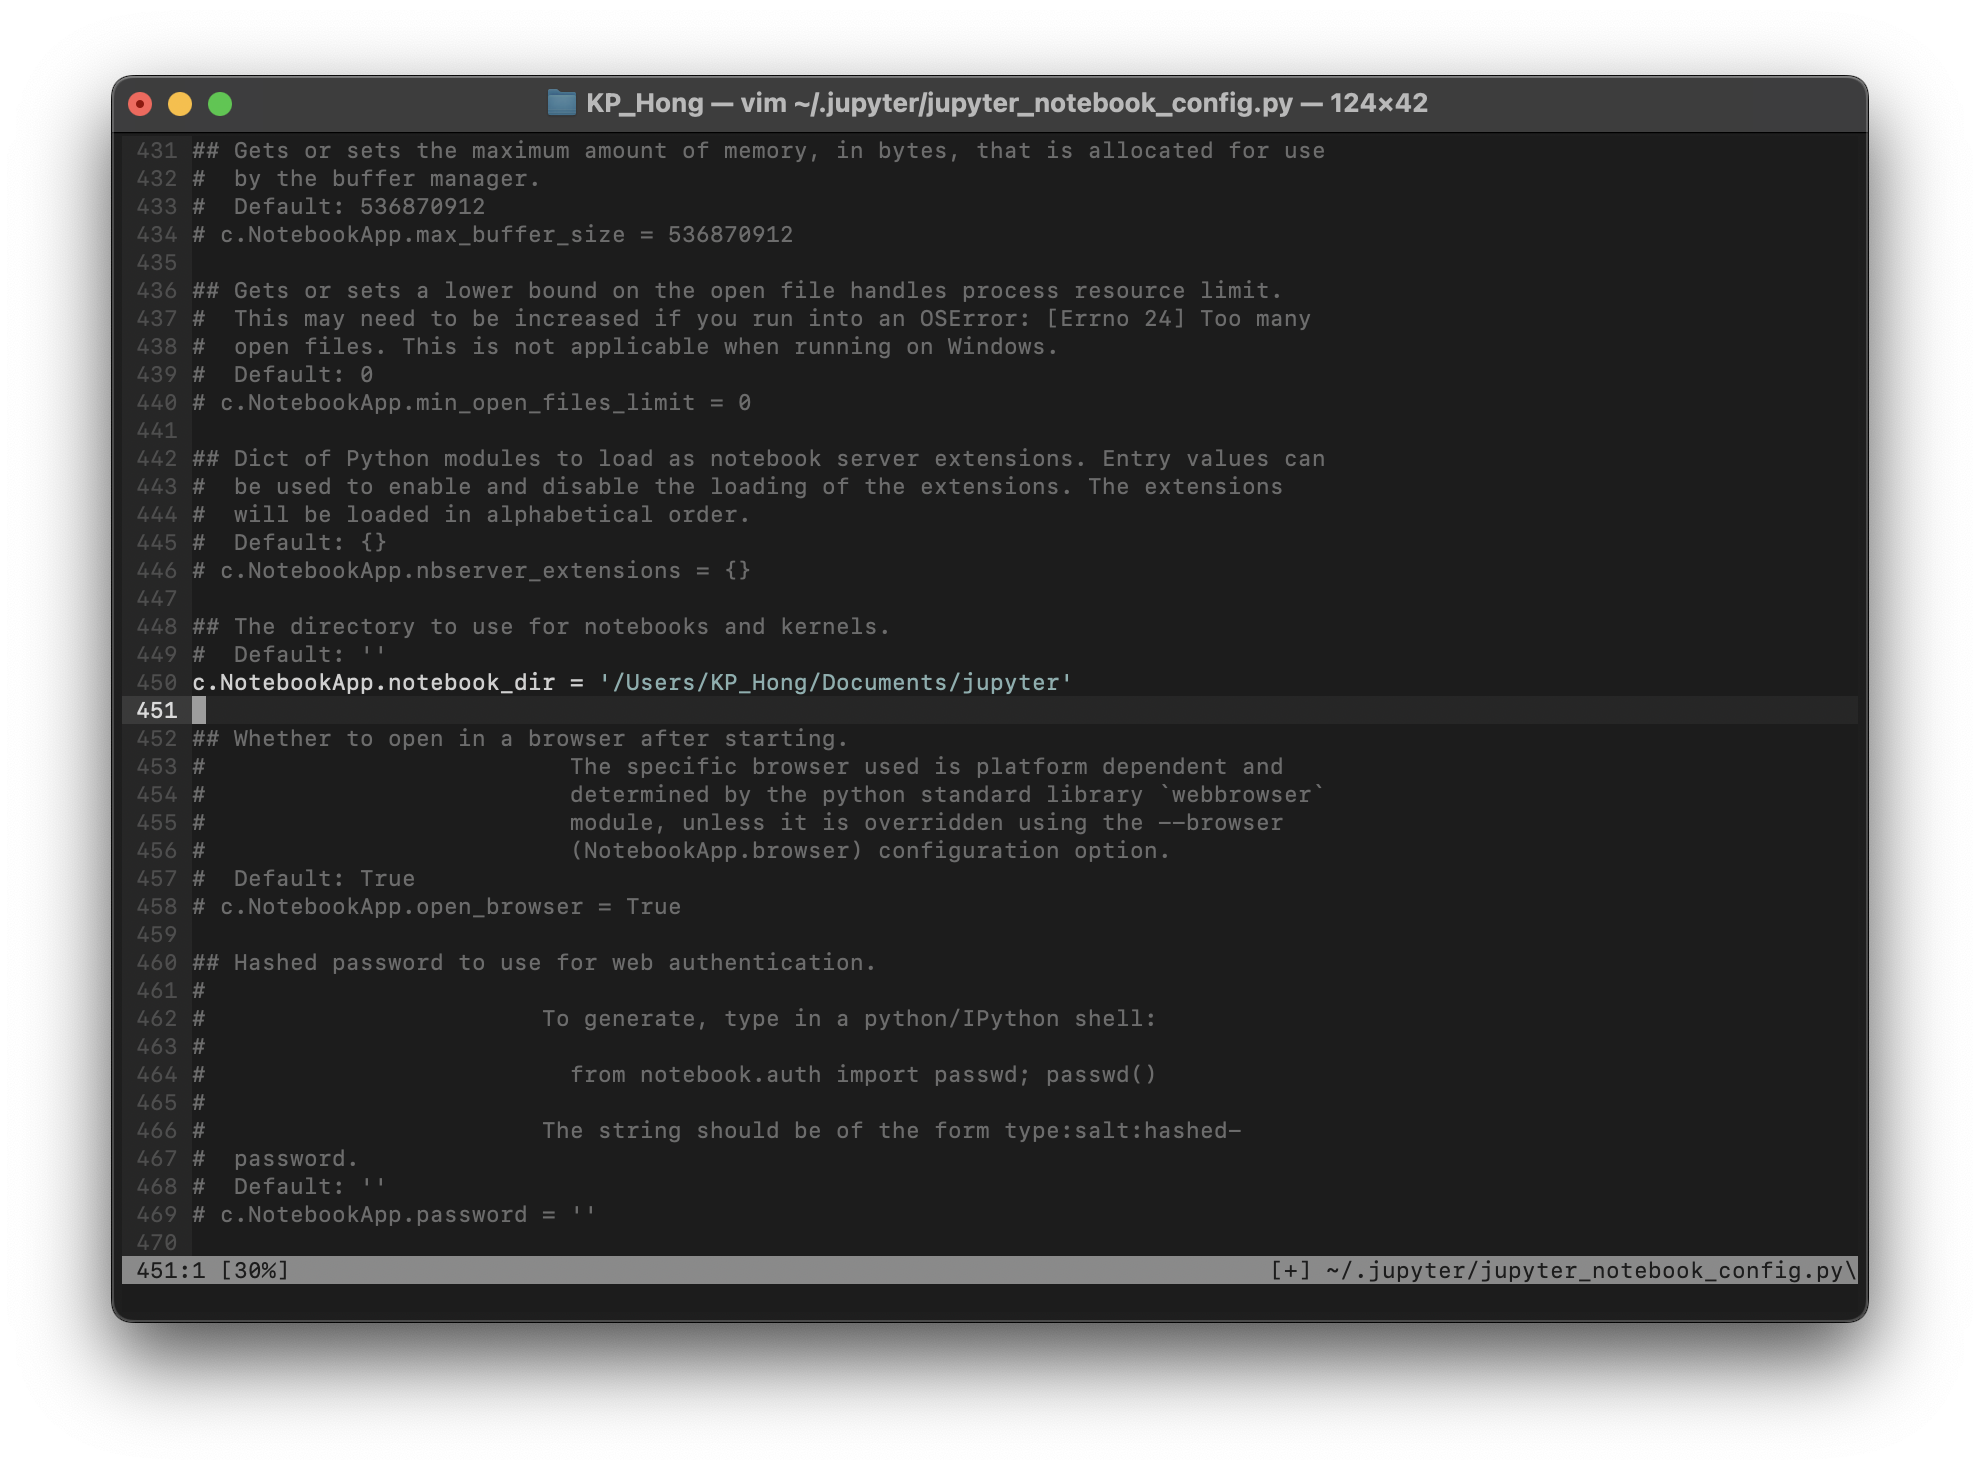 KP_Hong — vim ~/.jupyter/jupyter_notebook_config.py — 124×42
431 ## Gets or sets the maximum amount of memory, in bytes, that is allocated for use
432 #  by the buffer manager.
433 #  Default: 536870912
434 # c.NotebookApp.max_buffer_size = 536870912
435
436 ## Gets or sets a lower bound on the open file handles process resource limit.
437 #  This may need to be increased if you run into an OSError: [Errno 24] Too many
438 #  open files. This is not applicable when running on Windows.
439 #  Default: 0
440 # c.NotebookApp.min_open_files_limit = 0
441
442 ## Dict of Python modules to load as notebook server extensions. Entry values can
443 #  be used to enable and disable the loading of the extensions. The extensions
444 #  will be loaded in alphabetical order.
445 #  Default: {}
446 # c.NotebookApp.nbserver_extensions = {}
447
448 ## The directory to use for notebooks and kernels.
449 #  Default: ''
450 c.NotebookApp.notebook_dir = '/Users/KP_Hong/Documents/jupyter'
451
452 ## Whether to open in a browser after starting.
453 #                          The specific browser used is platform dependent and
454 #                          determined by the python standard library `webbrowser`
455 #                          module, unless it is overridden using the --browser
456 #                          (NotebookApp.browser) configuration option.
457 #  Default: True
458 # c.NotebookApp.open_browser = True
459
460 ## Hashed password to use for web authentication.
461 #
462 #                        To generate, type in a python/IPython shell:
463 #
464 #                          from notebook.auth import passwd; passwd()
465 #
466 #                        The string should be of the form type:salt:hashed-
467 #  password.
468 #  Default: ''
469 # c.NotebookApp.password = ''
470
451:1 [30%] [+] ~/.jupyter/jupyter_notebook_config.py\